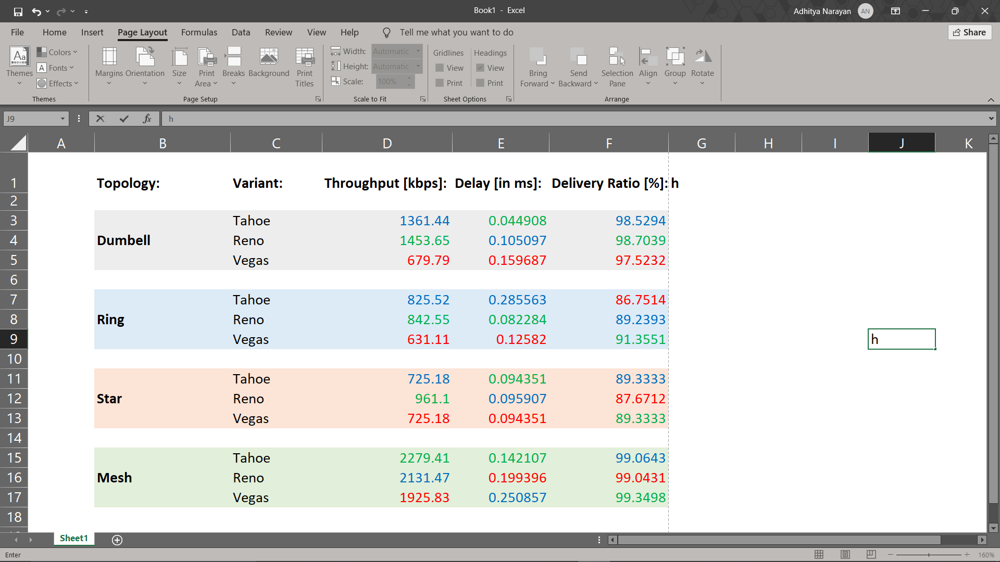 Book1 - Excel
Adhitya Narayan AN
File Home Insert Page Layout Formulas Data Review View Help Tell me what you want to do Share
Aa Themes
Colors
A Fonts
Effects
Themes
Margins Orientation Size Print Area Breaks Background Print Titles
Page Setup
Width: Automatic
Height: Automatic
Scale: 100%
Scale to Fit
Gridlines Headings
View View
Print Print
Sheet Options
Bring Forward Send Backward Selection Pane Align Group Rotate
Arrange
J9 fx h
A B C D E F G H I J K
1 Topology: Variant: Throughput [kbps]: Delay [in ms]: Delivery Ratio [%]: h
2
3 Tahoe 1361.44 0.044908 98.5294
4 Dumbell Reno 1453.65 0.105097 98.7039
5 Vegas 679.79 0.159687 97.5232
6
7 Tahoe 825.52 0.285563 86.7514
8 Ring Reno 842.55 0.082284 89.2393
9 Vegas 631.11 0.12582 91.3551 h
10
11 Tahoe 725.18 0.094351 89.3333
12 Star Reno 961.1 0.095907 87.6712
13 Vegas 725.18 0.094351 89.3333
14
15 Tahoe 2279.41 0.142107 99.0643
16 Mesh Reno 2131.47 0.199396 99.0431
17 Vegas 1925.83 0.250857 99.3498
18
Sheet1
Enter 160%